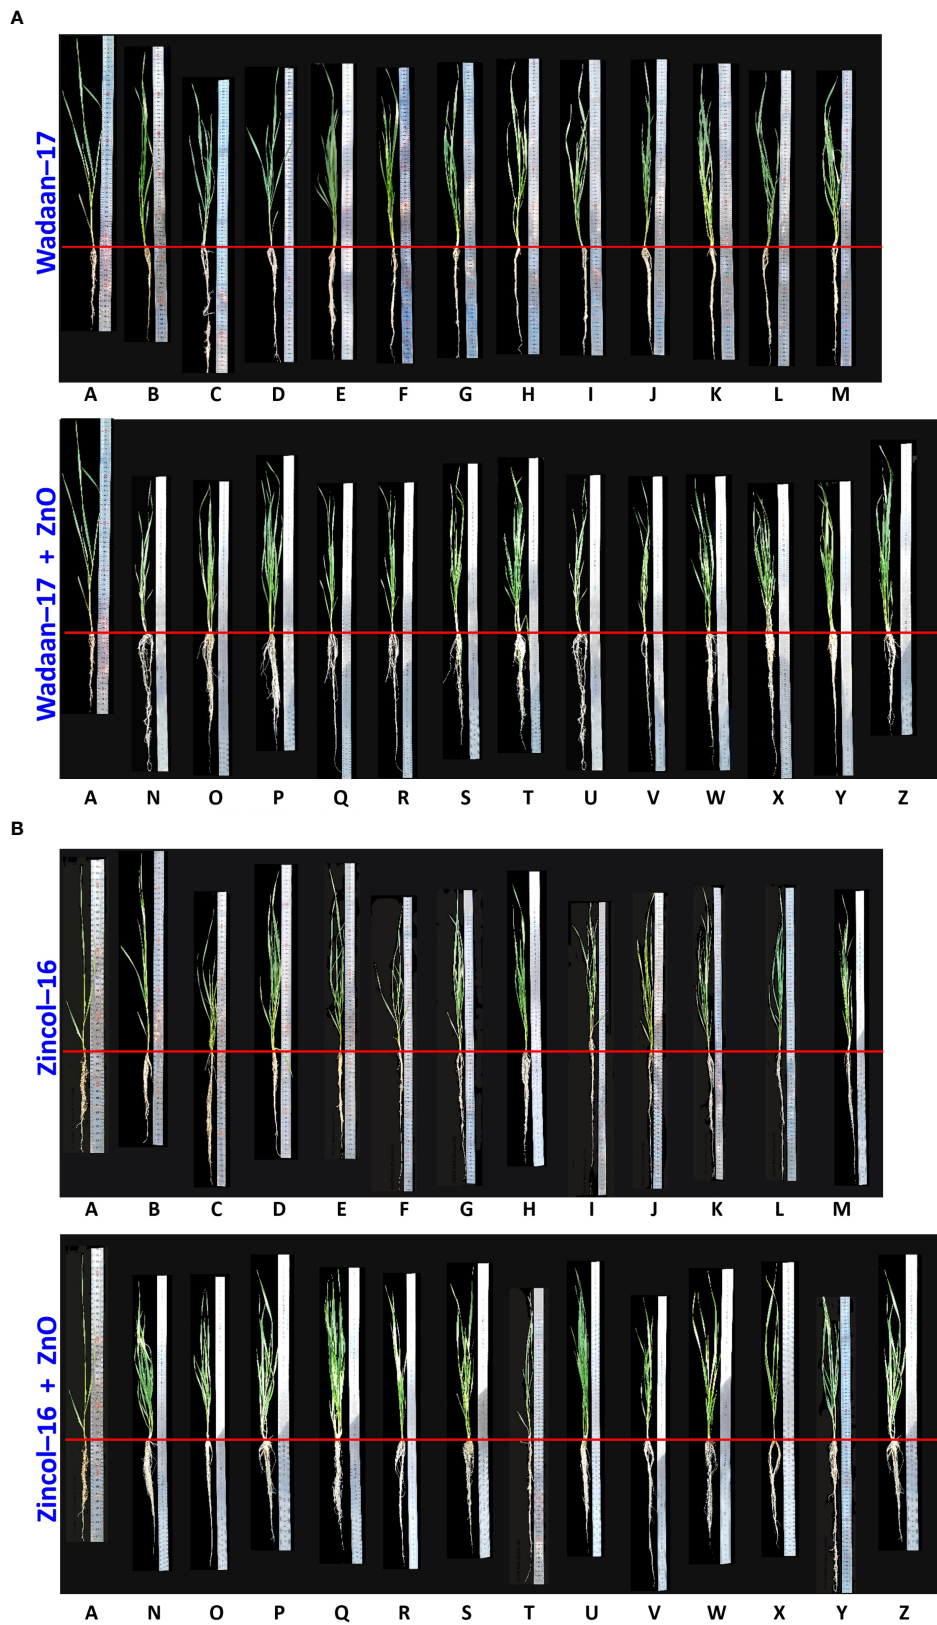 A
Wadaan–17
A B C D E F G H I J K L M
Wadaan–17 + ZnO
A N O P Q R S T U V W X Y Z
B
Zincol–16
A B C D E F G H I J K L M
Zincol–16 + ZnO
A N O P Q R S T U V W X Y Z